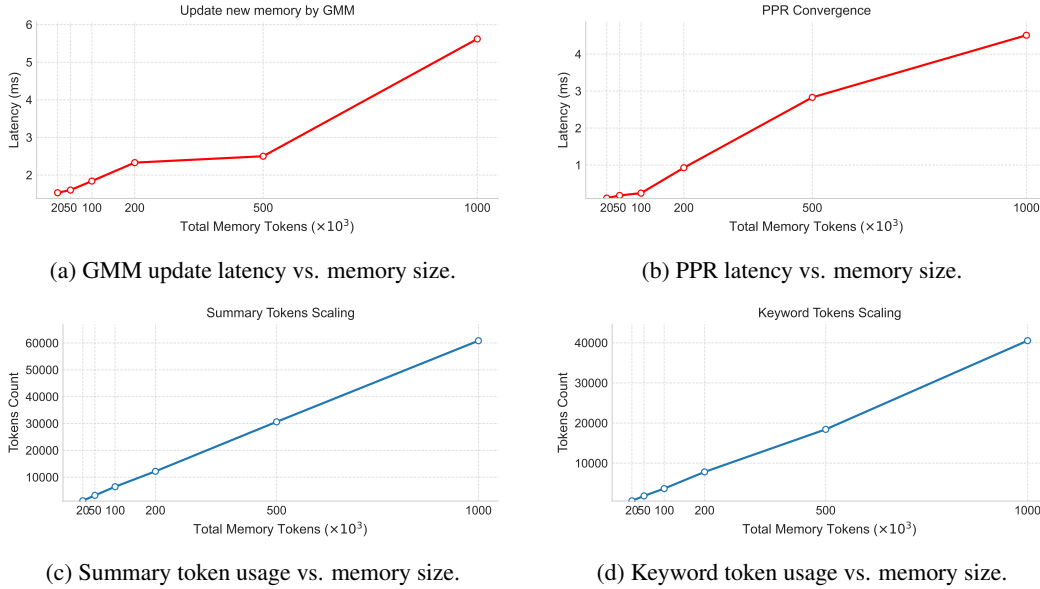 Update new memory by GMM
6
5
4
3
2
Latency (ms)
2050 100 200 500 1000
Total Memory Tokens (×10³)
(a) GMM update latency vs. memory size.
PPR Convergence
4
3
2
1
Latency (ms)
2050 100 200 500 1000
Total Memory Tokens (×10³)
(b) PPR latency vs. memory size.
Summary Tokens Scaling
60000
50000
40000
30000
20000
10000
Tokens Count
2050 100 200 500 1000
Total Memory Tokens (×10³)
(c) Summary token usage vs. memory size.
Keyword Tokens Scaling
40000
30000
20000
10000
Tokens Count
2050 100 200 500 1000
Total Memory Tokens (×10³)
(d) Keyword token usage vs. memory size.